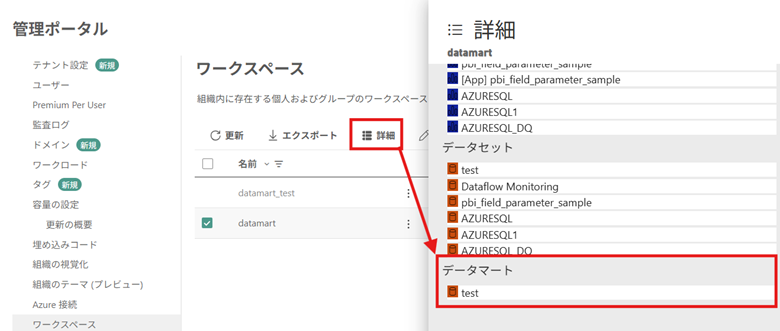 管理ポータル
テナント設定 新規
ユーザー
Premium Per User
監査ログ
ドメイン 新規
ワークロード
タグ 新規
容量の設定
更新の概要
埋め込みコード
組織の視覚化
組織のテーマ (プレビュー)
Azure 接続
ワークスペース
ワークスペース
組織内に存在する個人およびグループのワークスペース
更新 エクスポート 詳細
名前
datamart_test
datamart
詳細
datamart
pbi_field_parameter_sample
[App] pbi_field_parameter_sample
AZURESQL
AZURESQL1
AZURESQL_DQ
データセット
test
Dataflow Monitoring
pbi_field_parameter_sample
AZURESQL
AZURESQL1
AZURESQL_DQ
データマート
test